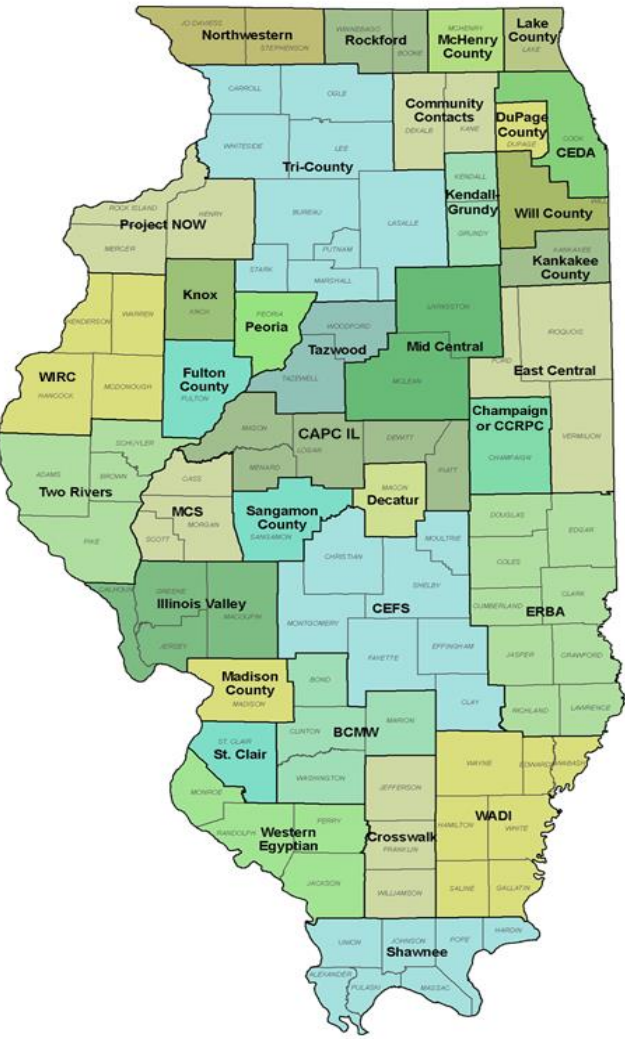 JO DAVIESS
Northwestern
STEPHENSON
WINNEBAGO
Rockford
BOONE
MCHENRY
McHenry
County
Lake
County
LAKE
CARROLL
OGLE
WHITESIDE
LEE
Tri-County
Community
Contacts
DEKALB
KANE
DuPage
County
DUPAGE
COOK
CEDA
KENDALL
Kendall-
Grundy
GRUNDY
WILL
Will County
KANKAKEE
Kankakee
County
ROCK ISLAND
HENRY
Project NOW
MERCER
BUREAU
PUTNAM
LASALLE
STARK
MARSHALL
HENDERSON
WARREN
Knox
KNOX
PEORIA
Peoria
WOODFORD
Tazwood
TAZEWELL
LIVINGSTON
Mid Central
MCLEAN
IROQUOIS
FORD
East Central
VERMILION
WIRC
HANCOCK
MCDONOUGH
Fulton
County
FULTON
Champaign
or CCRPC
CHAMPAIGN
MASON
CAPC IL
LOGAN
DEWITT
MENARD
PIATT
SCHUYLER
ADAMS
BROWN
Two Rivers
PIKE
CASS
MCS
MORGAN
SCOTT
Sangamon
County
SANGAMON
MACON
Decatur
MOULTRIE
CHRISTIAN
SHELBY
CEFS
MONTGOMERY
FAYETTE
EFFINGHAM
CLAY
DOUGLAS
EDGAR
COLES
CLARK
CUMBERLAND
ERBA
JASPER
CRAWFORD
RICHLAND
LAWRENCE
CALHOUN
GREENE
Illinois Valley
MACOUPIN
JERSEY
Madison
County
MADISON
BOND
CLINTON
BCMW
MARION
WASHINGTON
ST. CLAIR
St. Clair
MONROE
RANDOLPH
PERRY
Western
Egyptian
JACKSON
JEFFERSON
Crosswalk
FRANKLIN
WILLIAMSON
WAYNE
EDWARDS
WABASH
WADI
HAMILTON
WHITE
SALINE
GALLATIN
UNION
JOHNSON
POPE
HARDIN
Shawnee
ALEXANDER
PULASKI
MASSAC